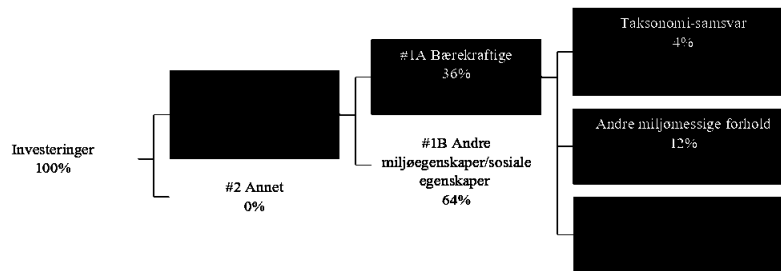 Investeringer
100%
#2 Annet
0%
#1A Bærekraftige
36%
#1B Andre
miljøegenskaper/sosiale
egenskaper
64%
Taksonomi-samsvar
4%
Andre miljømessige forhold
12%